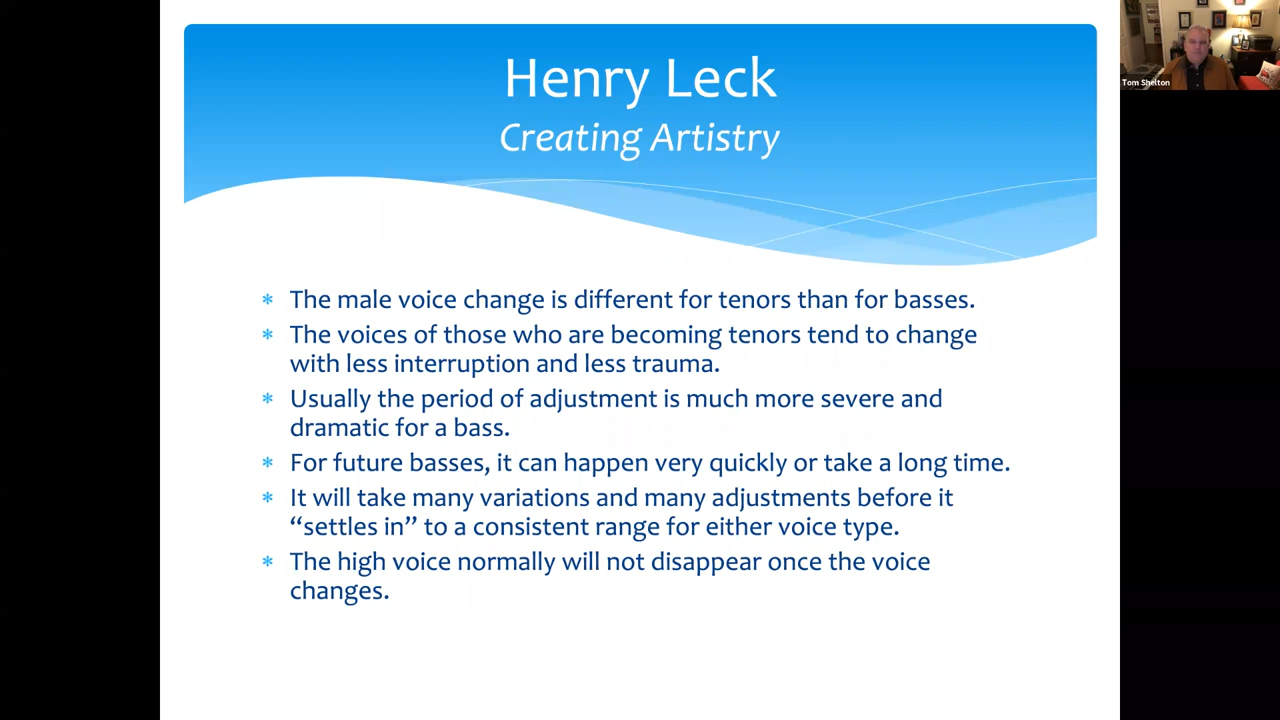 Henry Leck
Creating Artistry
Tom Shelton
* The male voice change is different for tenors than for basses.
* The voices of those who are becoming tenors tend to change
with less interruption and less trauma.
* Usually the period of adjustment is much more severe and
dramatic for a bass.
* For future basses, it can happen very quickly or take a long time.
* It will take many variations and many adjustments before it
“settles in” to a consistent range for either voice type.
* The high voice normally will not disappear once the voice
changes.